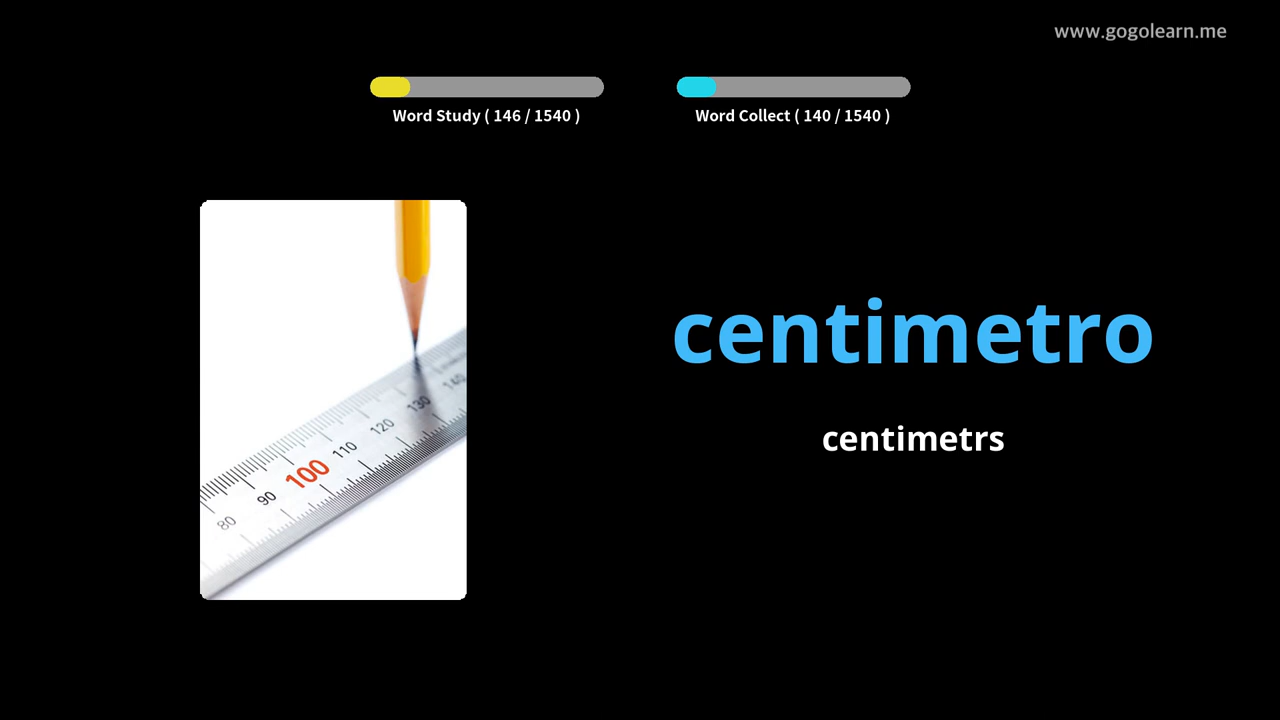 www.gogolearn.me
Word Study ( 146 / 1540 )
Word Collect ( 140 / 1540 )
centimetro
centimetrs
80
90
100
110
120
130
140